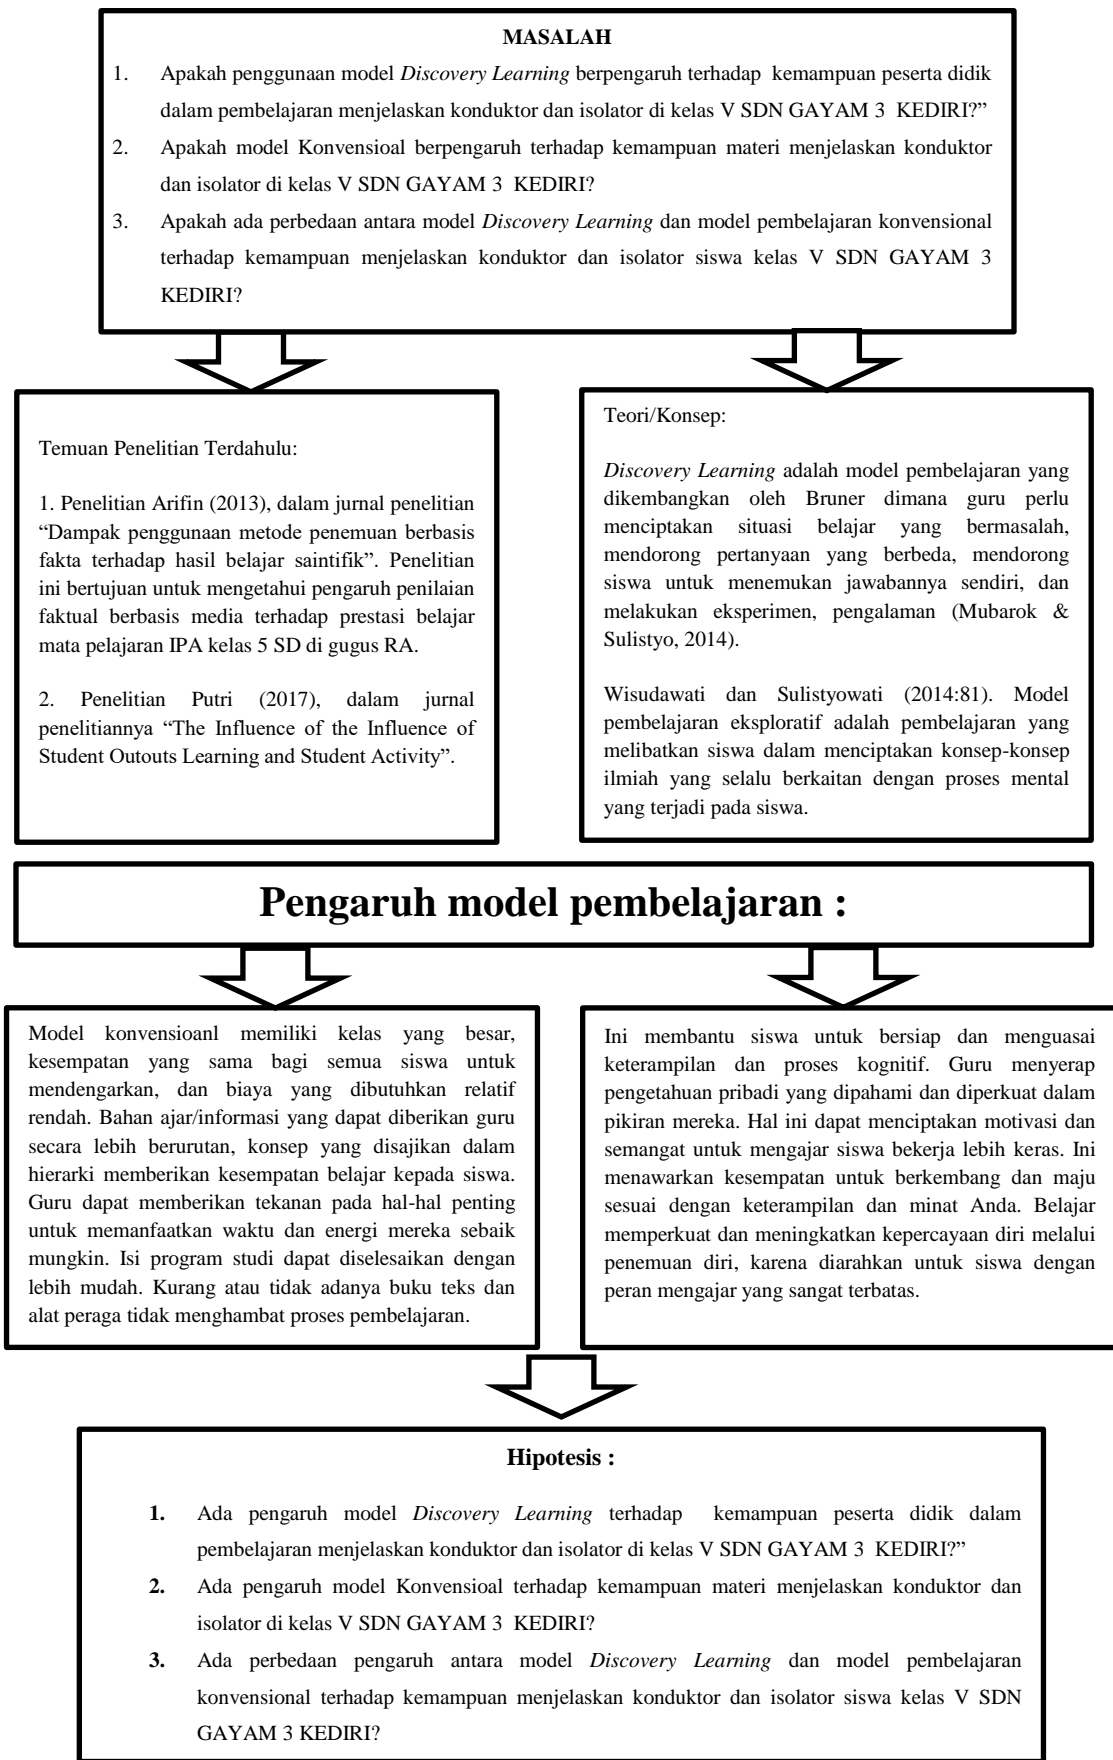 MASALAH
1. Apakah penggunaan model Discovery Learning berpengaruh terhadap kemampuan peserta didik
dalam pembelajaran menjelaskan konduktor dan isolator di kelas V SDN GAYAM 3 KEDIRI?”
2. Apakah model Konvensioal berpengaruh terhadap kemampuan materi menjelaskan konduktor
dan isolator di kelas V SDN GAYAM 3 KEDIRI?
3. Apakah ada perbedaan antara model Discovery Learning dan model pembelajaran konvensional
terhadap kemampuan menjelaskan konduktor dan isolator siswa kelas V SDN GAYAM 3
KEDIRI?
Temuan Penelitian Terdahulu:
1. Penelitian Arifin (2013), dalam jurnal penelitian
“Dampak penggunaan metode penemuan berbasis
fakta terhadap hasil belajar saintifik”. Penelitian
ini bertujuan untuk mengetahui pengaruh penilaian
faktual berbasis media terhadap prestasi belajar
mata pelajaran IPA kelas 5 SD di gugus RA.
2. Penelitian Putri (2017), dalam jurnal
penelitiannya “The Influence of the Influence of
Student Outouts Learning and Student Activity”.
Teori/Konsep:
Discovery Learning adalah model pembelajaran yang
dikembangkan oleh Bruner dimana guru perlu
menciptakan situasi belajar yang bermasalah,
mendorong pertanyaan yang berbeda, mendorong
siswa untuk menemukan jawabannya sendiri, dan
melakukan eksperimen, pengalaman (Mubarok &
Sulistyo, 2014).
Wisudawati dan Sulistyowati (2014:81). Model
pembelajaran eksploratif adalah pembelajaran yang
melibatkan siswa dalam menciptakan konsep-konsep
ilmiah yang selalu berkaitan dengan proses mental
yang terjadi pada siswa.
Pengaruh model pembelajaran :
Model konvensioanl memiliki kelas yang besar,
kesempatan yang sama bagi semua siswa untuk
mendengarkan, dan biaya yang dibutuhkan relatif
rendah. Bahan ajar/informasi yang dapat diberikan guru
secara lebih berurutan, konsep yang disajikan dalam
hierarki memberikan kesempatan belajar kepada siswa.
Guru dapat memberikan tekanan pada hal-hal penting
untuk memanfaatkan waktu dan energi mereka sebaik
mungkin. Isi program studi dapat diselesaikan dengan
lebih mudah. Kurang atau tidak adanya buku teks dan
alat peraga tidak menghambat proses pembelajaran.
Ini membantu siswa untuk bersiap dan menguasai
keterampilan dan proses kognitif. Guru menyerap
pengetahuan pribadi yang dipahami dan diperkuat dalam
pikiran mereka. Hal ini dapat menciptakan motivasi dan
semangat untuk mengajar siswa bekerja lebih keras. Ini
menawarkan kesempatan untuk berkembang dan maju
sesuai dengan keterampilan dan minat Anda. Belajar
memperkuat dan meningkatkan kepercayaan diri melalui
penemuan diri, karena diarahkan untuk siswa dengan
peran mengajar yang sangat terbatas.
Hipotesis :
1. Ada pengaruh model Discovery Learning terhadap kemampuan peserta didik dalam
pembelajaran menjelaskan konduktor dan isolator di kelas V SDN GAYAM 3 KEDIRI?”
2. Ada pengaruh model Konvensioal terhadap kemampuan materi menjelaskan konduktor dan
isolator di kelas V SDN GAYAM 3 KEDIRI?
3. Ada perbedaan pengaruh antara model Discovery Learning dan model pembelajaran
konvensional terhadap kemampuan menjelaskan konduktor dan isolator siswa kelas V SDN
GAYAM 3 KEDIRI?